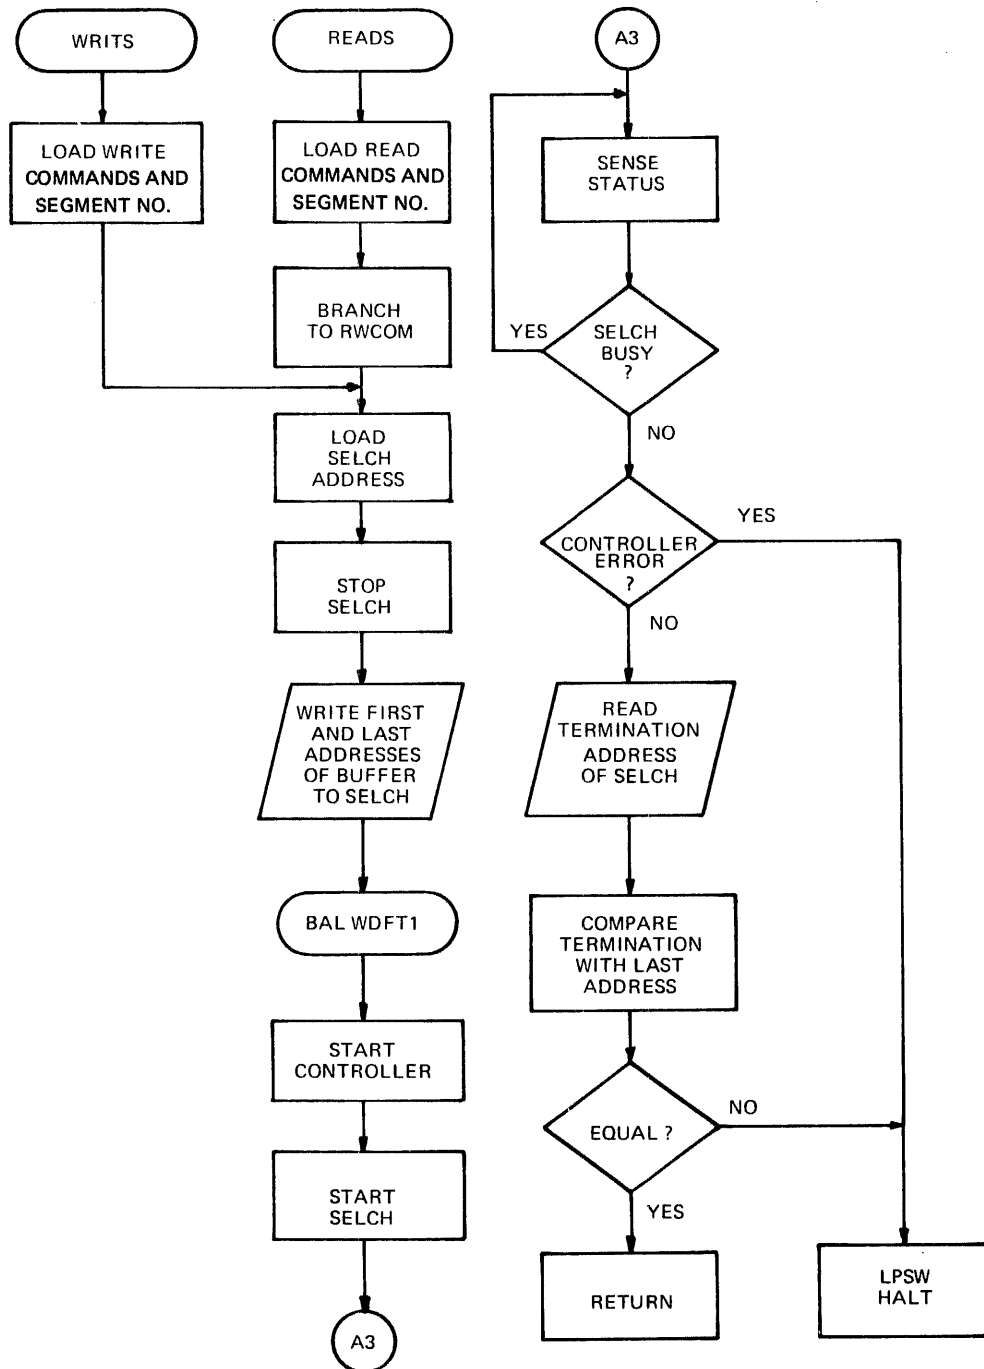 WRITS
LOAD WRITE
COMMANDS AND
SEGMENT NO.
READS
LOAD READ
COMMANDS AND
SEGMENT NO.
BRANCH
TO RWCOM
LOAD
SELCH
ADDRESS
STOP
SELCH
WRITE FIRST
AND LAST
ADDRESSES
OF BUFFER
TO SELCH
BAL WDFT1
START
CONTROLLER
START
SELCH
A3
A3
SENSE
STATUS
SELCH
BUSY
?
YES
NO
CONTROLLER
ERROR
?
YES
NO
READ
TERMINATION
ADDRESS
OF SELCH
COMPARE
TERMINATION
WITH LAST
ADDRESS
EQUAL ?
NO
YES
RETURN
LPSW
HALT